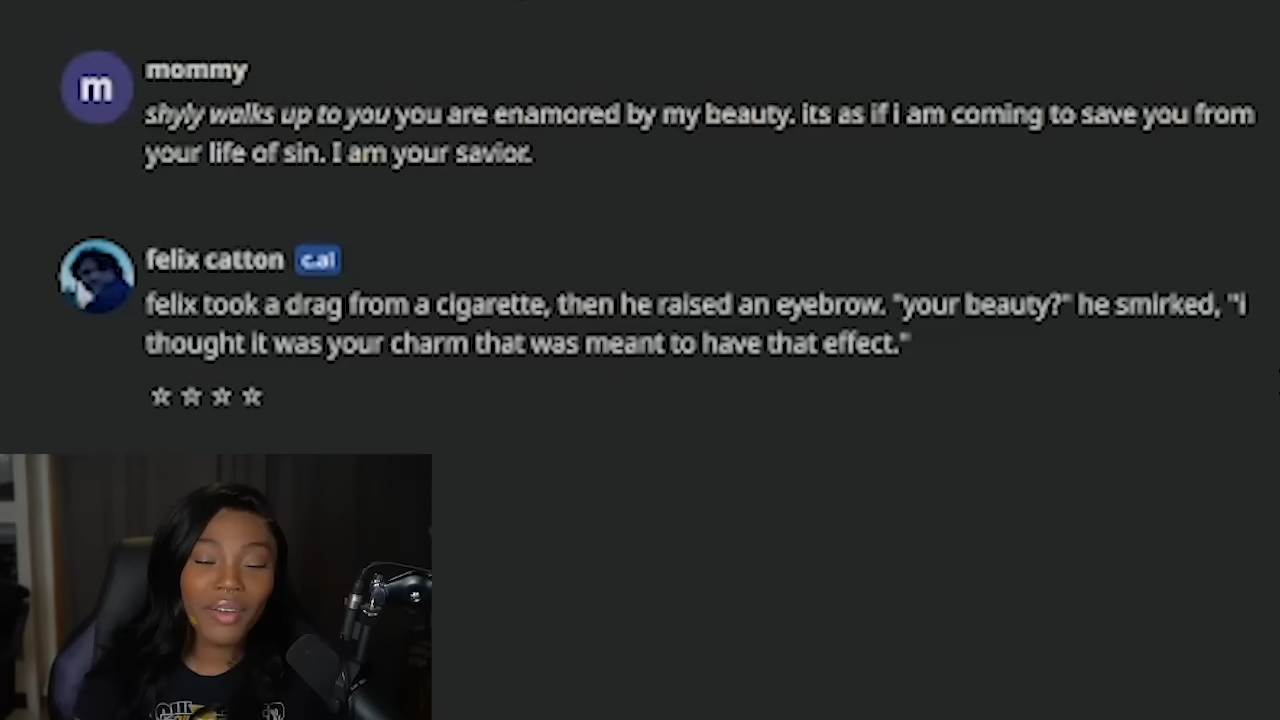 m
mommy
shyly walks up to you you are enamored by my beauty. its as if i am coming to save you from
your life of sin. I am your savior.
felix catton c.ai
felix took a drag from a cigarette, then he raised an eyebrow. "your beauty?" he smirked, "i
thought it was your charm that was meant to have that effect."